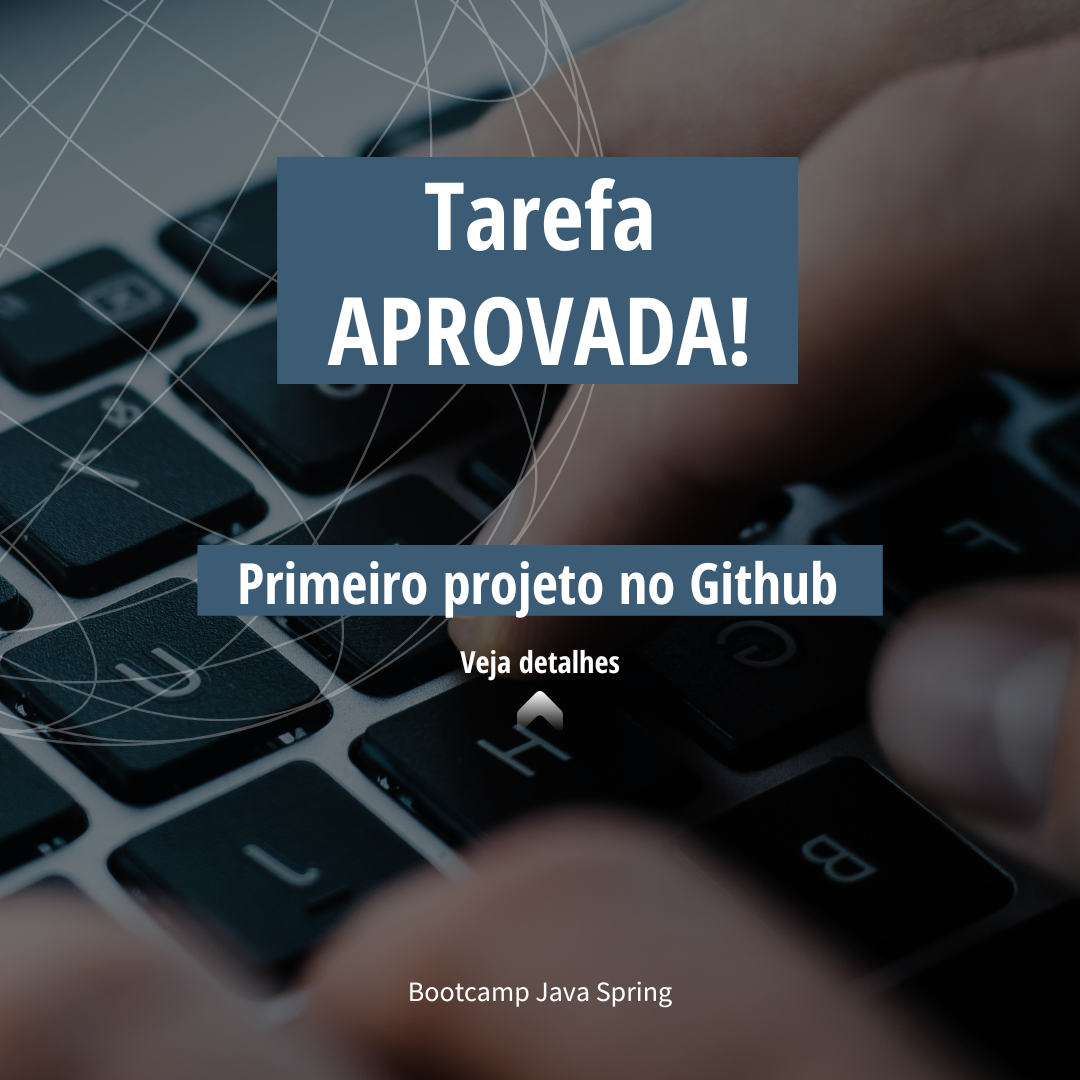 Tarefa
APROVADA!
Primeiro projeto no Github
Veja detalhes
Y
U
G
H
J
B
Bootcamp Java Spring